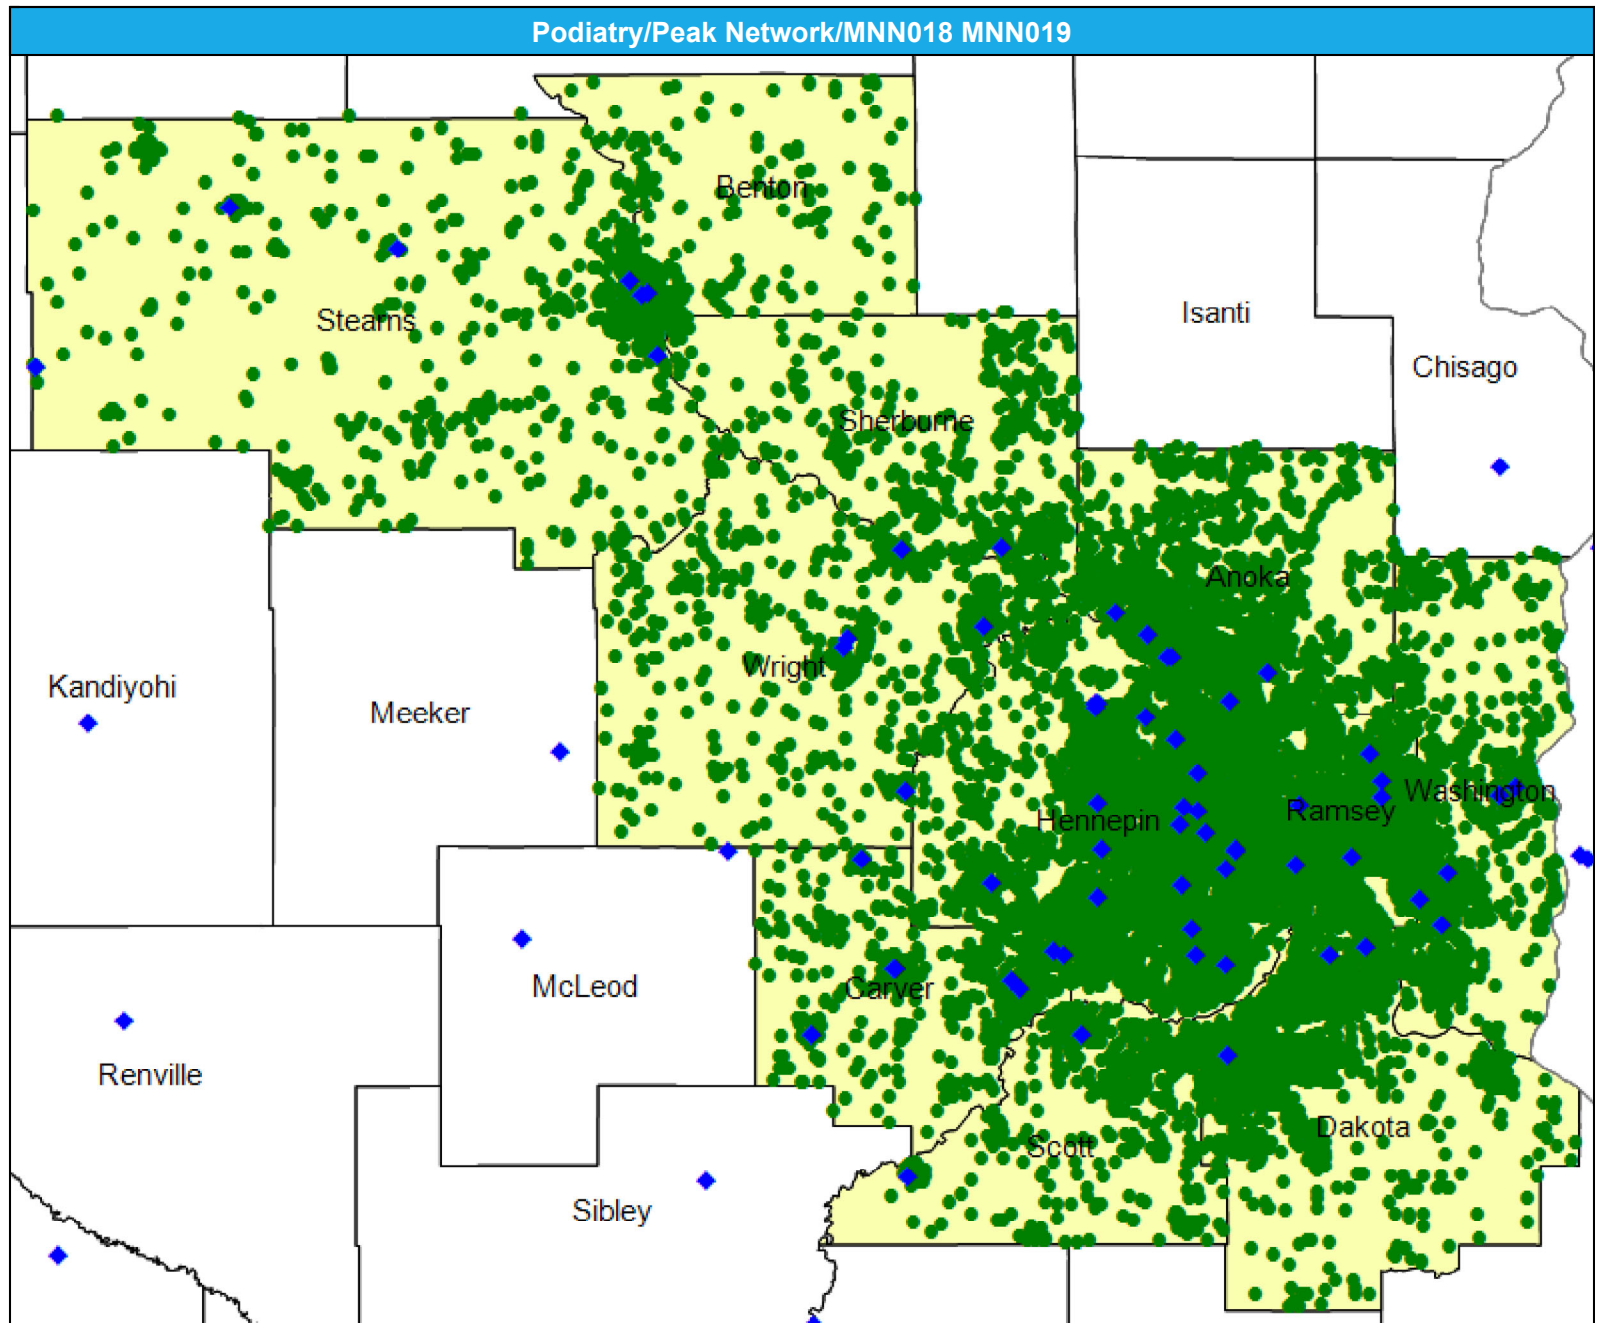 Podiatry/Peak Network/MNN018 MNN019
Benton
Stearns
Isanti
Chisago
Sherburne
Anoka
Wright
Kandiyohi
Meeker
Washington
Ramsey
Hennepin
McLeod
Carver
Renville
Dakota
Scott
Sibley